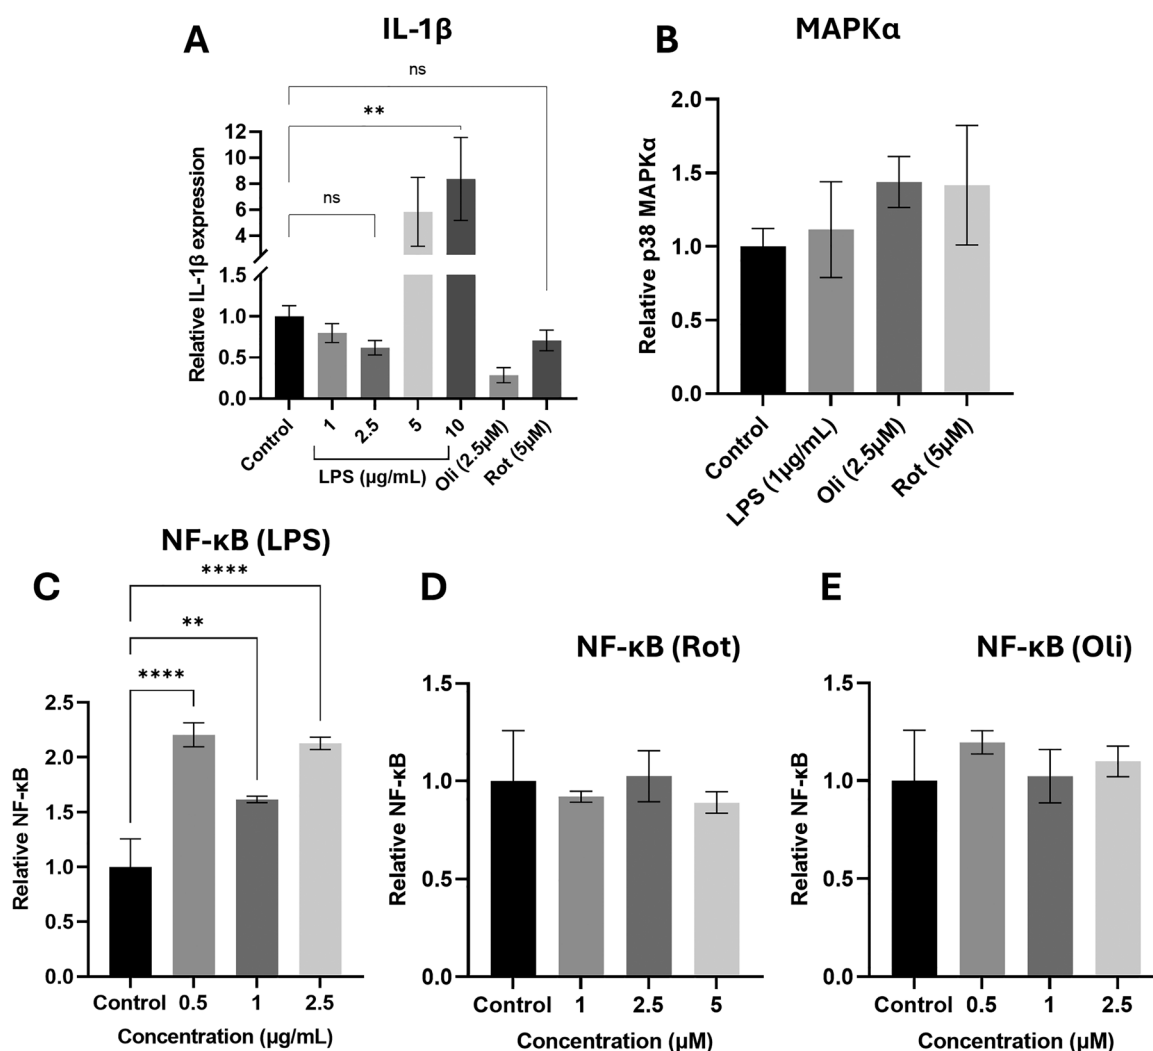 A
IL-1β
ns
**
ns
Relative IL-1β expression
12
10
8
6
4
1.5
1.0
0.5
0.0
Control
1
2.5
5
10
Oli (2.5μM)
Rot (5μM)
LPS (μg/mL)
B
MAPKα
Relative p38 MAPKα
2.0
1.5
1.0
0.5
0.0
Control
LPS (1μg/mL)
Oli (2.5μM)
Rot (5μM)
C
NF-κB (LPS)
****
**
****
Relative NF-κB
2.5
2.0
1.5
1.0
0.5
0.0
Control 0.5 1 2.5
Concentration (μg/mL)
D
NF-κB (Rot)
Relative NF-κB
1.5
1.0
0.5
0.0
Control 1 2.5 5
Concentration (μM)
E
NF-κB (Oli)
Relative NF-κB
1.5
1.0
0.5
0.0
Control 0.5 1 2.5
Concentration (μM)